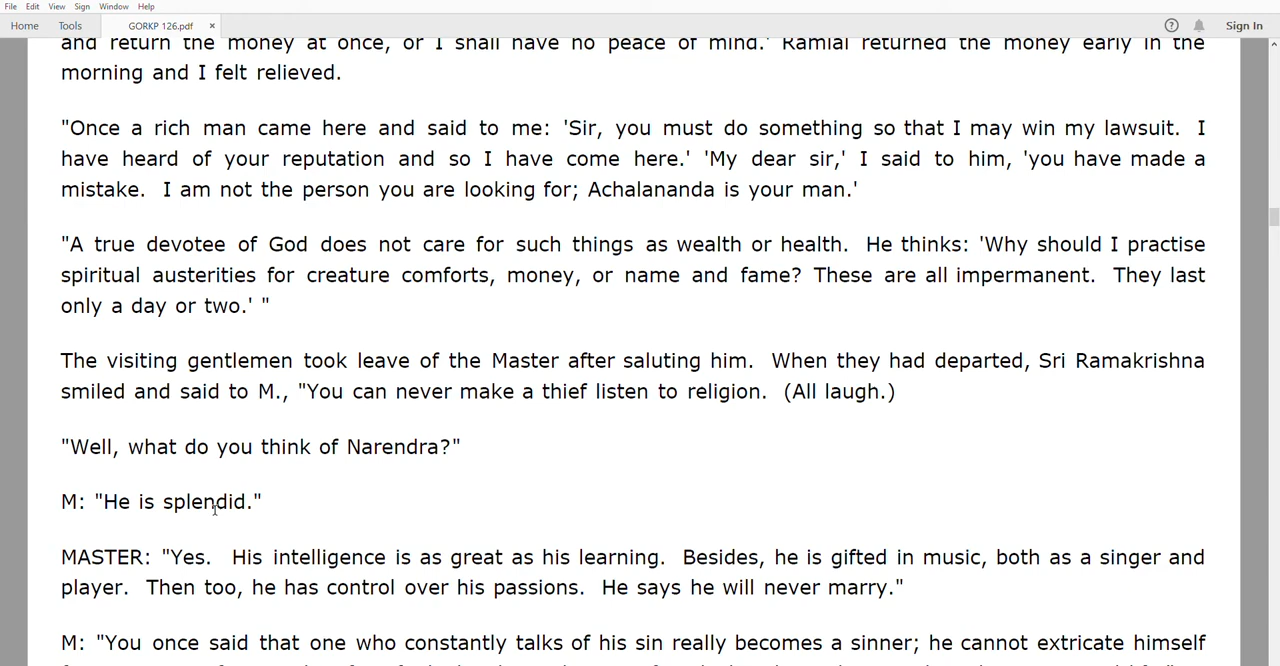 File Edit View Sign Window Help
Home Tools GORKP 126.pdf × ? Sign In
and return the money at once, or I shall have no peace of mind.' Ramlal returned the money early in the
morning and I felt relieved.
"Once a rich man came here and said to me: 'Sir, you must do something so that I may win my lawsuit. I
have heard of your reputation and so I have come here.' 'My dear sir,' I said to him, 'you have made a
mistake. I am not the person you are looking for; Achalananda is your man.'
"A true devotee of God does not care for such things as wealth or health. He thinks: 'Why should I practise
spiritual austerities for creature comforts, money, or name and fame? These are all impermanent. They last
only a day or two.' "
The visiting gentlemen took leave of the Master after saluting him. When they had departed, Sri Ramakrishna
smiled and said to M., "You can never make a thief listen to religion. (All laugh.)
"Well, what do you think of Narendra?"
M: "He is splendid."
MASTER: "Yes. His intelligence is as great as his learning. Besides, he is gifted in music, both as a singer and
player. Then too, he has control over his passions. He says he will never marry."
M: "You once said that one who constantly talks of his sin really becomes a sinner; he cannot extricate himself